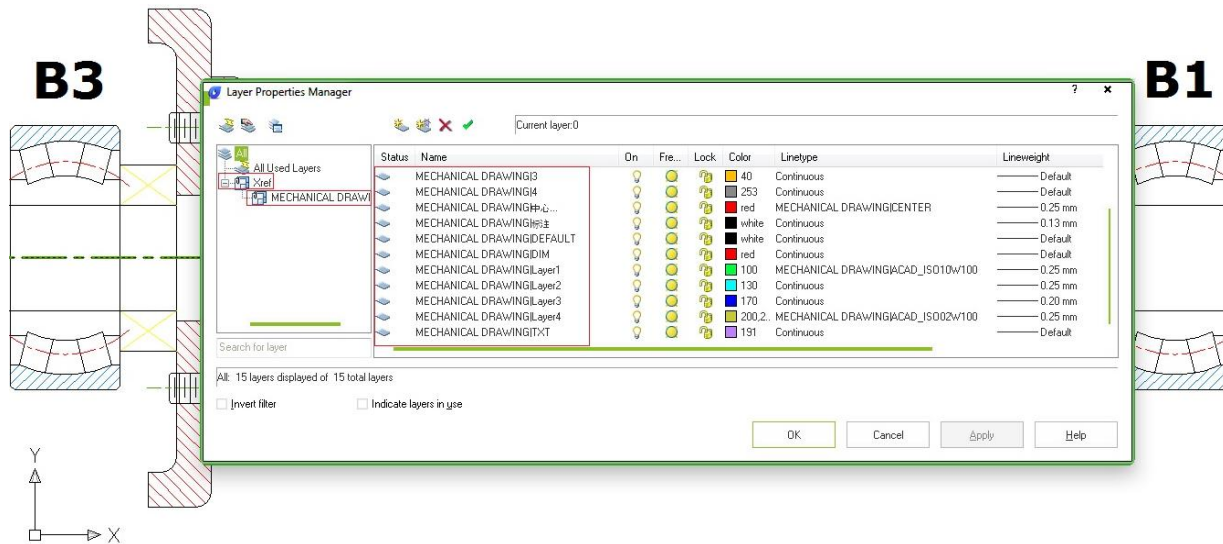 B3
B1
Layer Properties Manager
?
Current layer:0
All
All Used Layers
Xref
MECHANICAL DRAWI
Search for layer
Status Name On Fre... Lock Color Linetype Lineweight
MECHANICAL DRAWING|3 40 Continuous Default
MECHANICAL DRAWING|4 253 Continuous Default
MECHANICAL DRAWING|中心... red MECHANICAL DRAWING|CENTER 0.25 mm
MECHANICAL DRAWING|标注 white Continuous 0.13 mm
MECHANICAL DRAWING|DEFAULT white Continuous Default
MECHANICAL DRAWING|DIM red Continuous Default
MECHANICAL DRAWING|Layer1 100 MECHANICAL DRAWING|ACAD_ISO10W100 0.25 mm
MECHANICAL DRAWING|Layer2 130 Continuous 0.25 mm
MECHANICAL DRAWING|Layer3 170 Continuous 0.20 mm
MECHANICAL DRAWING|Layer4 200,2.. MECHANICAL DRAWING|ACAD_ISO02W100 0.25 mm
MECHANICAL DRAWING|TXT 191 Continuous Default
All: 15 layers displayed of 15 total layers
Invert filter Indicate layers in use
OK Cancel Apply Help
Y
X